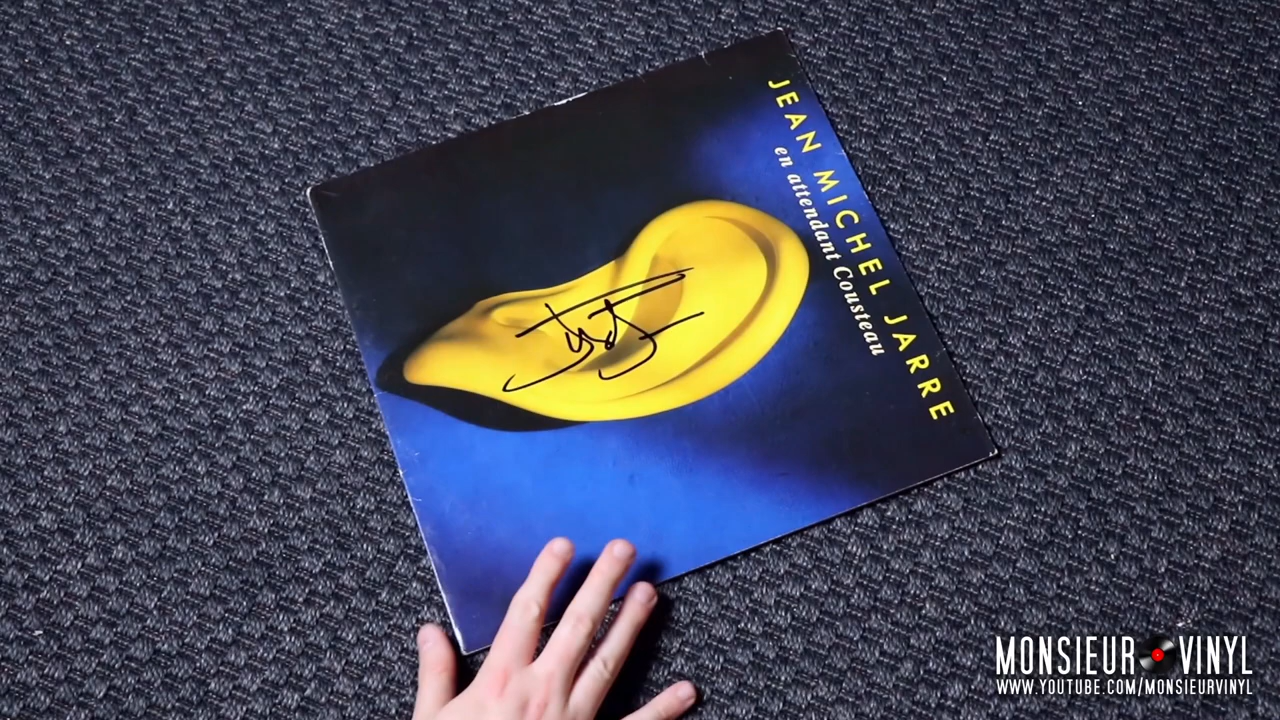 JEAN MICHEL JARRE
en attendant Cousteau
MONSIEUR VINYL
WWW.YOUTUBE.COM/MONSIEURVINYL